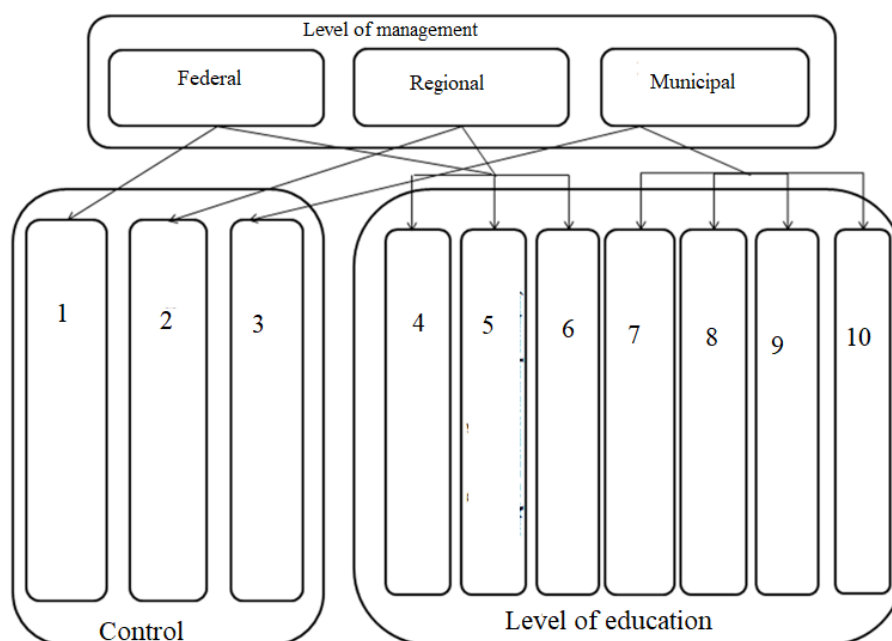 Level of management
Federal
Regional
Municipal
1
2
3
4
5
6
7
8
9
10
Control
Level of education